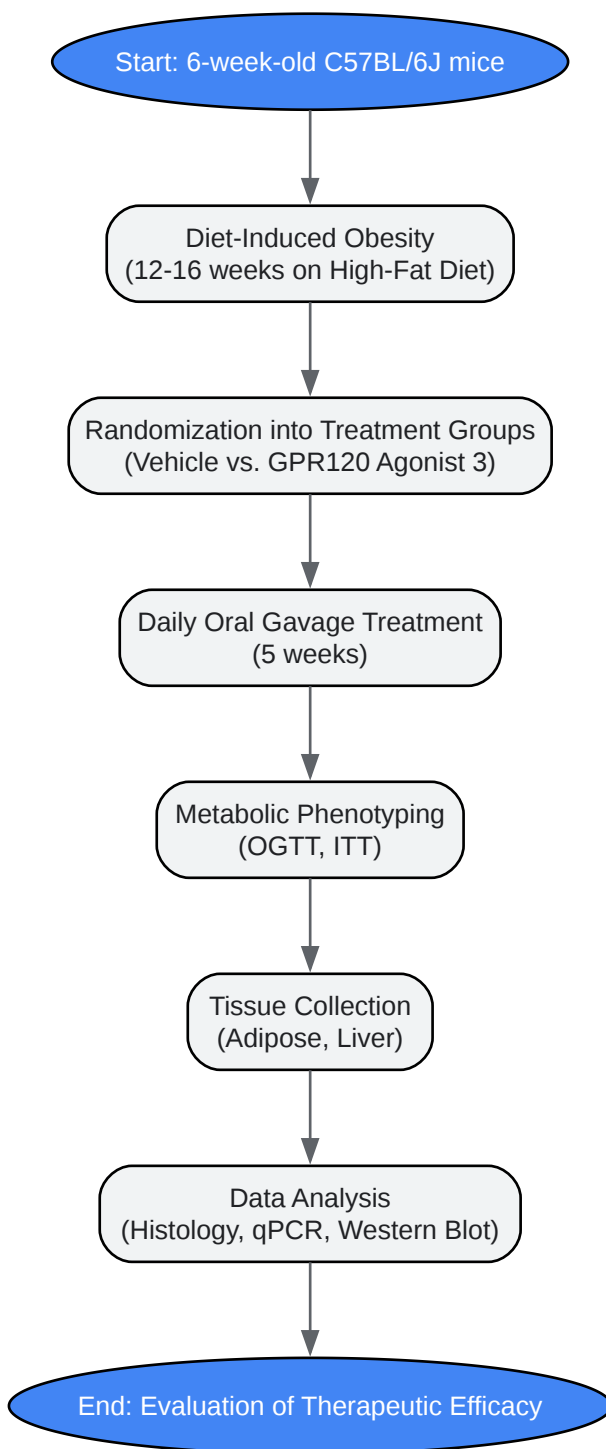 Start: 6-week-old C57BL/6J mice
Diet-Induced Obesity
(12-16 weeks on High-Fat Diet)
Randomization into Treatment Groups
(Vehicle vs. GPR120 Agonist 3)
Daily Oral Gavage Treatment
(5 weeks)
Metabolic Phenotyping
(OGTT, ITT)
Tissue Collection
(Adipose, Liver)
Data Analysis
(Histology, qPCR, Western Blot)
End: Evaluation of Therapeutic Efficacy